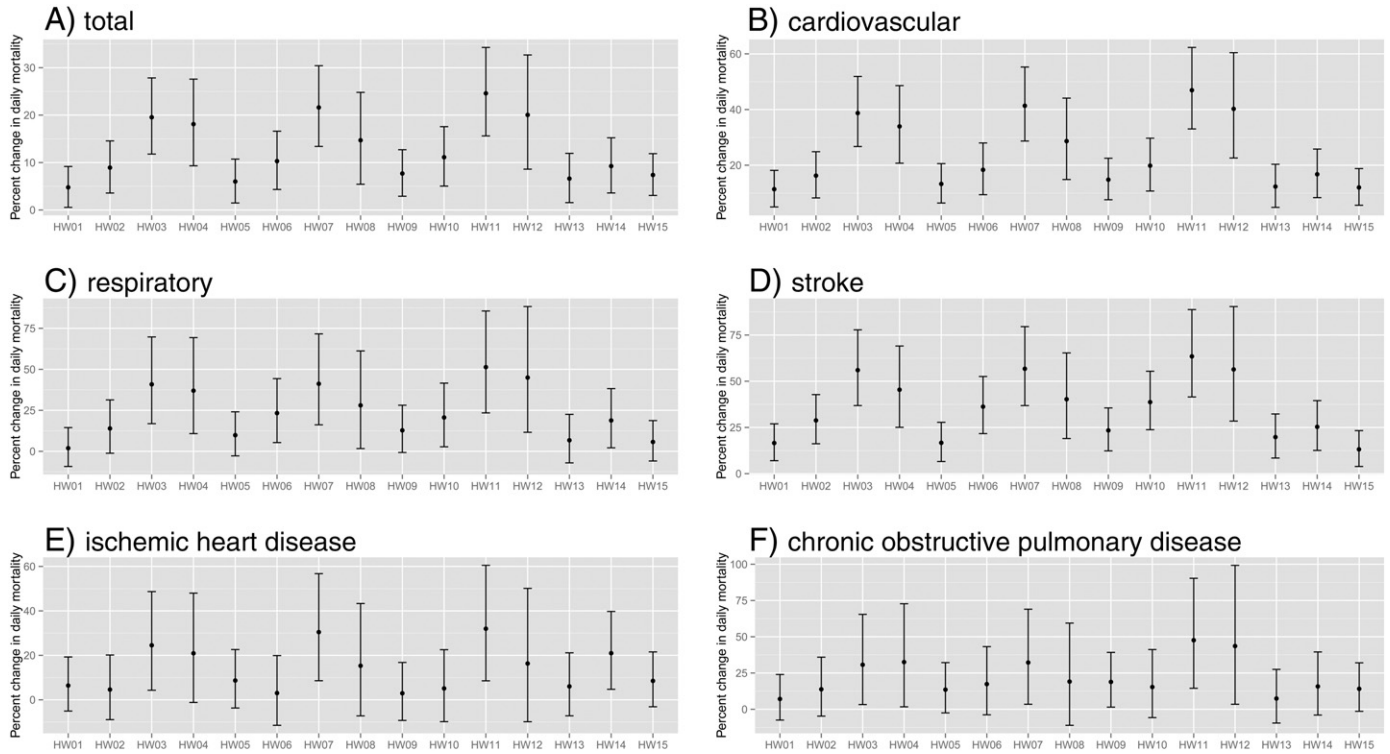 A) total
Percent change in daily mortality
30
20
10
0
HW01 HW02 HW03 HW04 HW05 HW06 HW07 HW08 HW09 HW10 HW11 HW12 HW13 HW14 HW15
B) cardiovascular
Percent change in daily mortality
60
40
20
HW01 HW02 HW03 HW04 HW05 HW06 HW07 HW08 HW09 HW10 HW11 HW12 HW13 HW14 HW15
C) respiratory
Percent change in daily mortality
75
50
25
0
HW01 HW02 HW03 HW04 HW05 HW06 HW07 HW08 HW09 HW10 HW11 HW12 HW13 HW14 HW15
D) stroke
Percent change in daily mortality
75
50
25
0
HW01 HW02 HW03 HW04 HW05 HW06 HW07 HW08 HW09 HW10 HW11 HW12 HW13 HW14 HW15
E) ischemic heart disease
Percent change in daily mortality
60
40
20
0
HW01 HW02 HW03 HW04 HW05 HW06 HW07 HW08 HW09 HW10 HW11 HW12 HW13 HW14 HW15
F) chronic obstructive pulmonary disease
Percent change in daily mortality
100
75
50
25
0
HW01 HW02 HW03 HW04 HW05 HW06 HW07 HW08 HW09 HW10 HW11 HW12 HW13 HW14 HW15